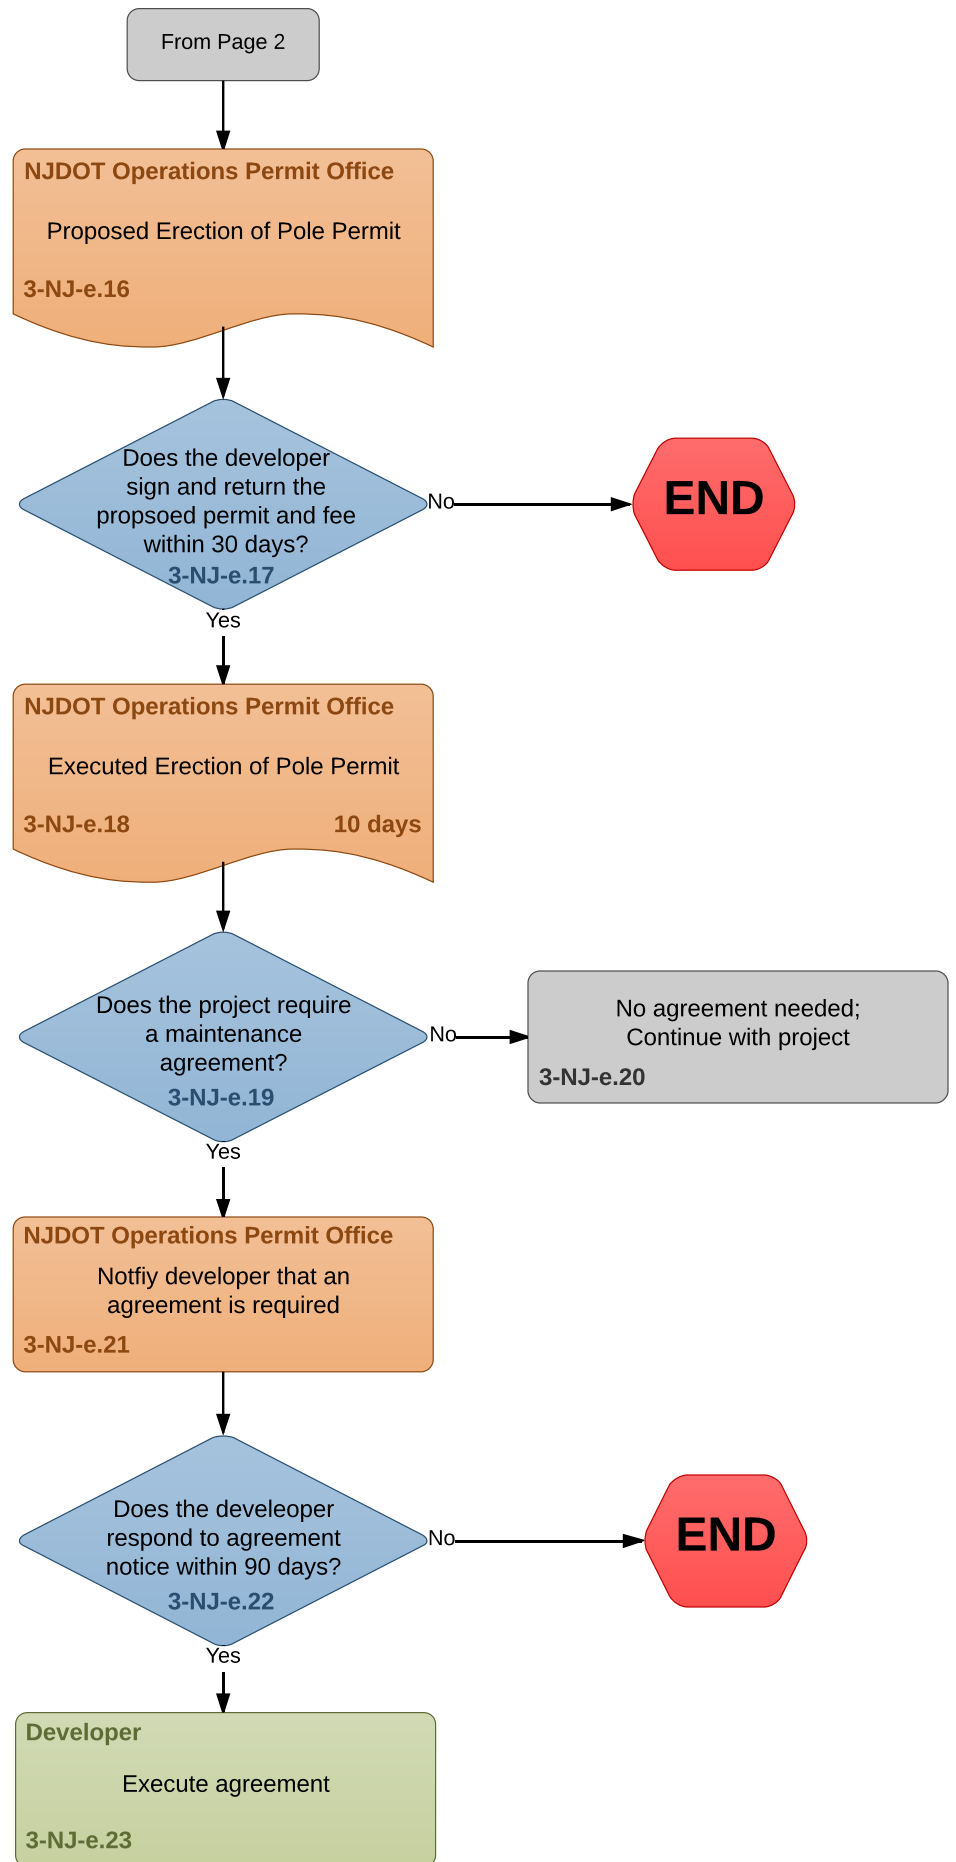 From Page 2
NJDOT Operations Permit Office
Proposed Erection of Pole Permit
3-NJ-e.16
Does the developer
sign and return the
propsoed permit and fee
within 30 days?
3-NJ-e.17
No
END
Yes
NJDOT Operations Permit Office
Executed Erection of Pole Permit
3-NJ-e.18 10 days
Does the project require
a maintenance
agreement?
3-NJ-e.19
No
No agreement needed;
Continue with project
3-NJ-e.20
Yes
NJDOT Operations Permit Office
Notfiy developer that an
agreement is required
3-NJ-e.21
Does the develeoper
respond to agreement
notice within 90 days?
3-NJ-e.22
No
END
Yes
Developer
Execute agreement
3-NJ-e.23